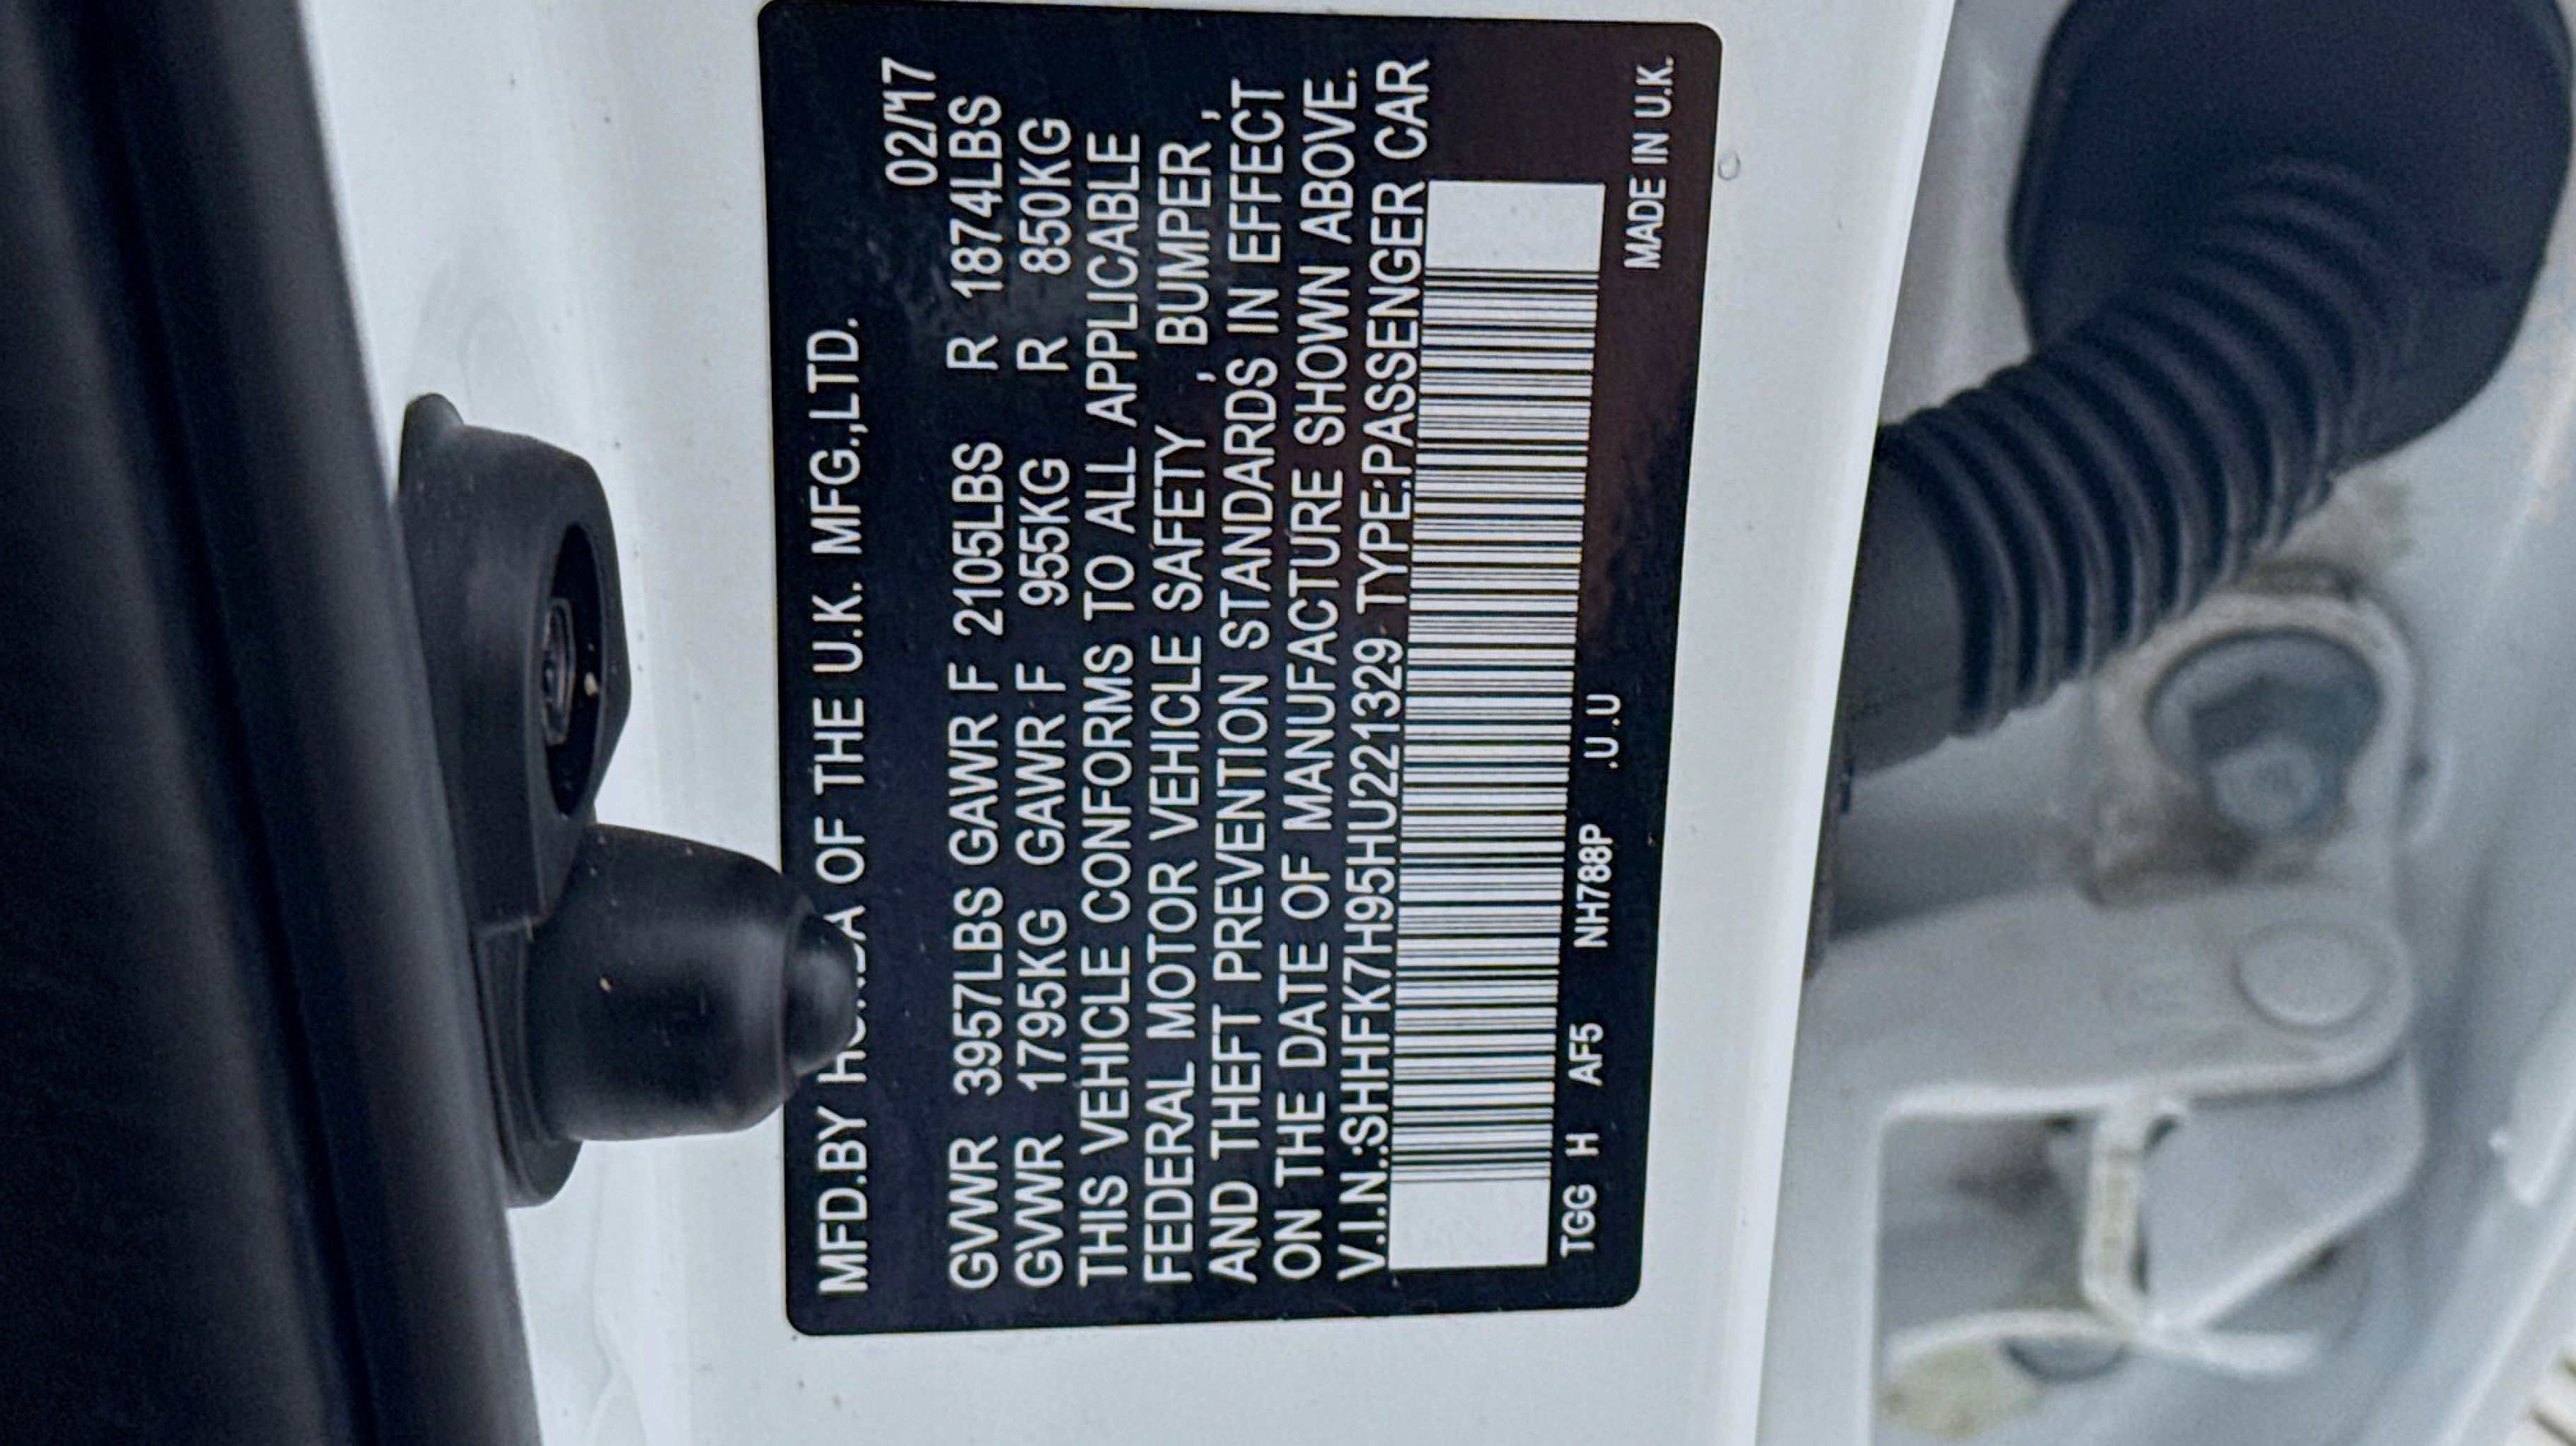 MFD.BY HONDA OF THE U.K. MFG.,LTD.
02/17
GVWR 3957LBS GAWR F 2105LBS R 1874LBS
GVWR 1795KG GAWR F 955KG R 850KG
THIS VEHICLE CONFORMS TO ALL APPLICABLE
FEDERAL MOTOR VEHICLE SAFETY , BUMPER ,
AND THEFT PREVENTION STANDARDS IN EFFECT
ON THE DATE OF MANUFACTURE SHOWN ABOVE.
V.I.N.:SHHFK7H95HU221329 TYPE:PASSENGER CAR
TGG H AF5 NH788P .U.U
MADE IN U.K.